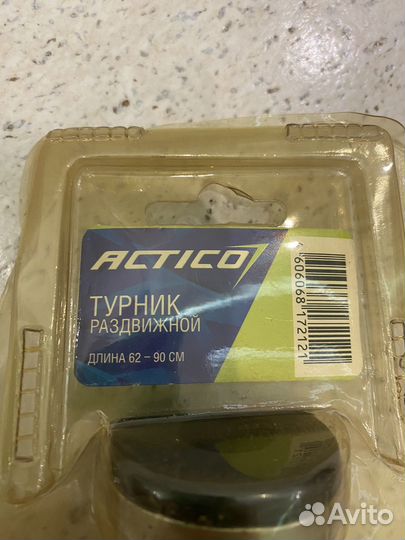 ACTICO
ТУРНИК
РАЗДВИЖНОЙ
ДЛИНА 62 – 90 СМ
4606068172121
Avito